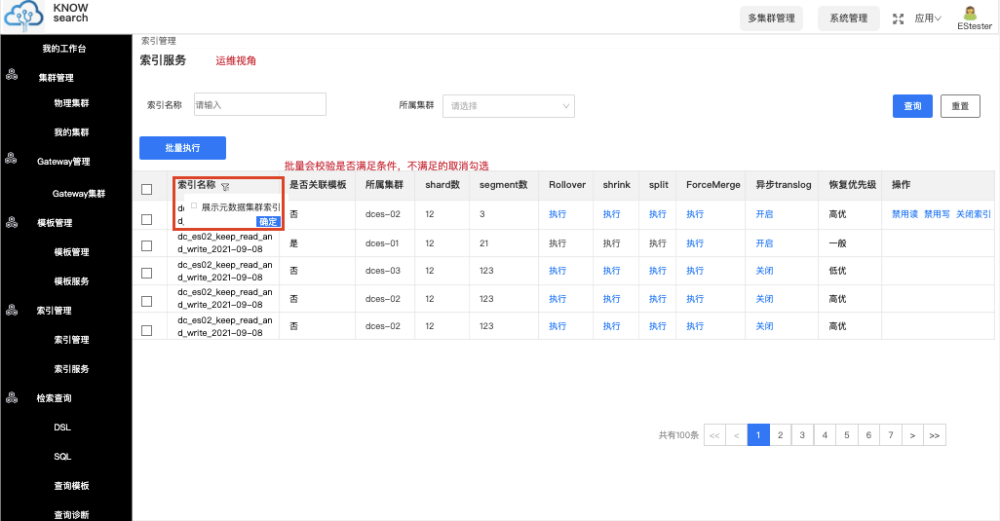 KNOW
search
多集群管理
系统管理
应用
EStester
我的工作台
集群管理
物理集群
我的集群
Gateway管理
Gateway集群
模板管理
模板管理
模板服务
索引管理
索引管理
索引服务
检索查询
DSL
SQL
查询模板
查询诊断
索引管理
索引服务 运维视角
索引名称 请输入 所属集群 请选择 查询 重置
批量执行
批量会校验是否满足条件，不满足的取消勾选
索引名称 是否关联模板 所属集群 shard数 segment数 Rollover shrink split ForceMerge 异步translog 恢复优先级 操作
展示元数据集群索引
确定
dc
d_
否 dces-02 12 3 执行 执行 执行 执行 开启 高优 禁用读 禁用写 关闭索引
dc_es02_keep_read_an
d_write_2021-09-08
是 dces-01 12 21 执行 执行 执行 执行 开启 一般
dc_es02_keep_read_an
d_write_2021-09-08
否 dces-03 12 123 执行 执行 执行 执行 关闭 低优
dc_es02_keep_read_an
d_write_2021-09-08
否 dces-02 12 123 执行 执行 执行 执行 关闭 高优
dc_es02_keep_read_an
d_write_2021-09-08
否 dces-02 12 123 执行 执行 执行 执行 关闭 高优
共有100条 << < 1 2 3 4 5 6 7 > >>